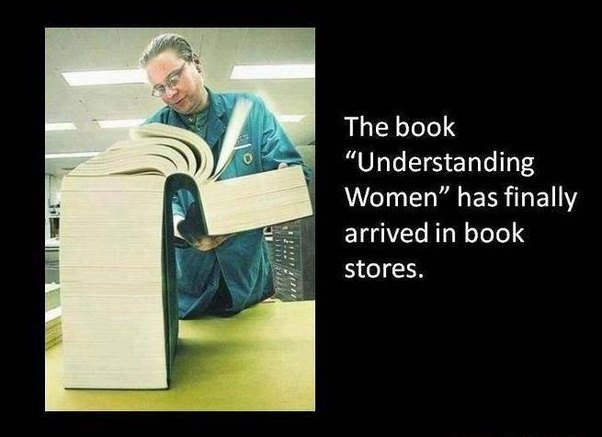 The book
“Understanding
Women” has finally
arrived in book
stores.